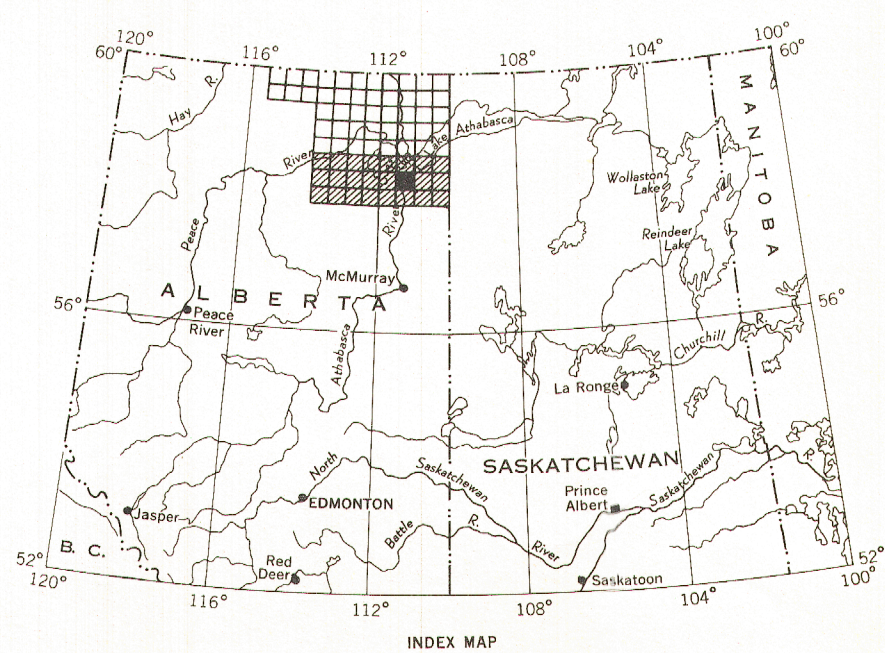 120°
116°
112°
108°
104°
100°
60°
60°
Hay R.
River
Lake Athabasca
MANITOBA
Wollaston
Lake
Peace
River
Reindeer
Lake
McMurray
ALBERTA
56°
56°
Peace
River
Athabasca
Churchill R.
La Ronge
North Saskatchewan River
SASKATCHEWAN
Saskatchewan R.
Prince
Albert
EDMONTON
Jasper
Battle R.
B. C.
Red
Deer
Saskatoon
52°
52°
120°
116°
112°
108°
104°
100°
INDEX MAP